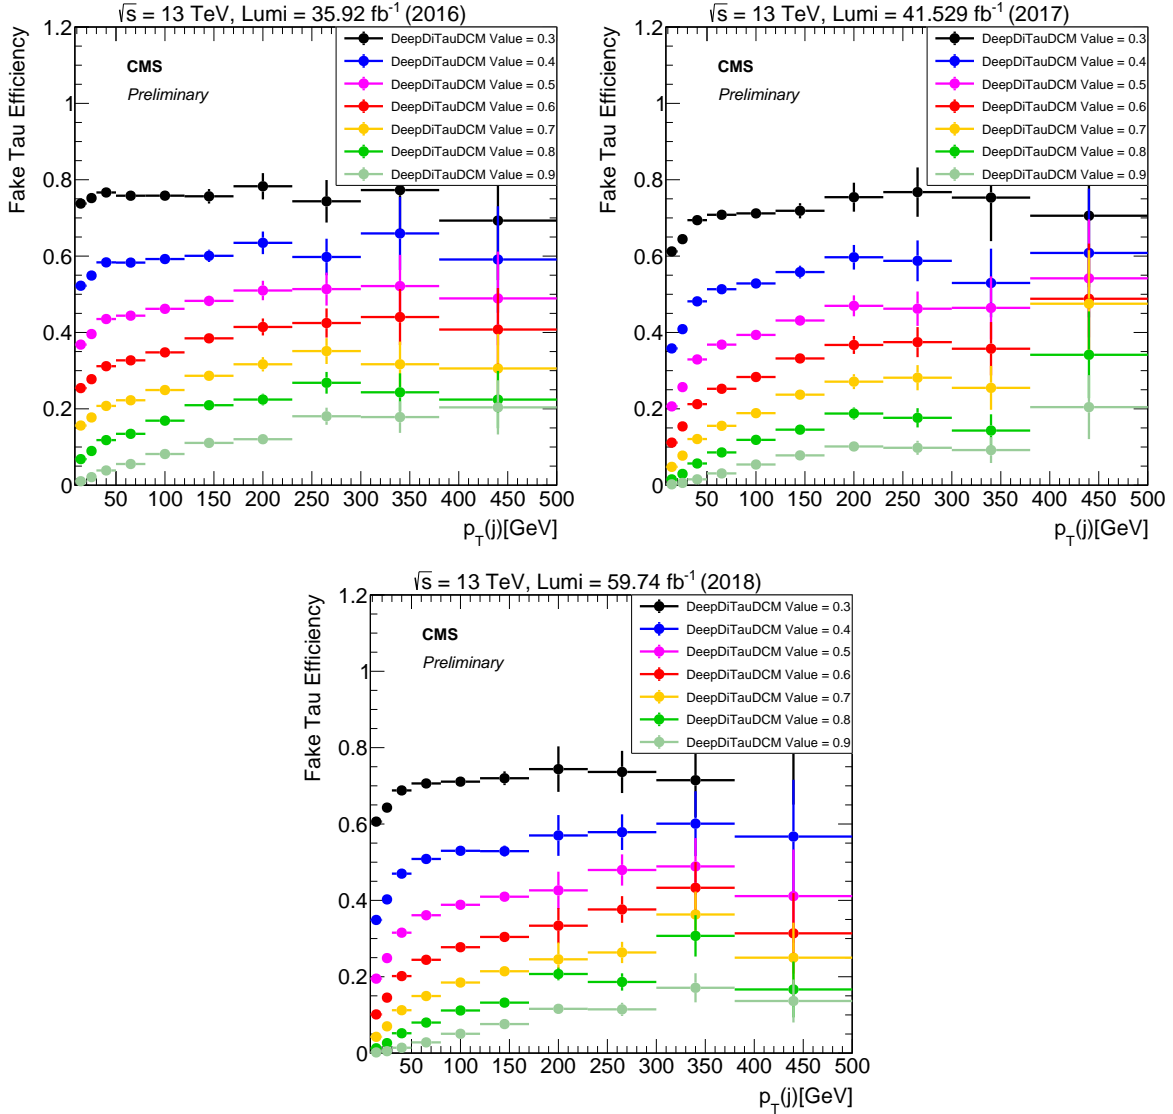 √s = 13 TeV, Lumi = 35.92 fb⁻¹ (2016)
Fake Tau Efficiency
1.2
1
0.8
0.6
0.4
0.2
0
CMS
Preliminary
DeepDiTauDCM Value = 0.3
DeepDiTauDCM Value = 0.4
DeepDiTauDCM Value = 0.5
DeepDiTauDCM Value = 0.6
DeepDiTauDCM Value = 0.7
DeepDiTauDCM Value = 0.8
DeepDiTauDCM Value = 0.9
50 100 150 200 250 300 350 400 450 500
p_T(j)[GeV]
√s = 13 TeV, Lumi = 41.529 fb⁻¹ (2017)
Fake Tau Efficiency
1.2
1
0.8
0.6
0.4
0.2
0
CMS
Preliminary
DeepDiTauDCM Value = 0.3
DeepDiTauDCM Value = 0.4
DeepDiTauDCM Value = 0.5
DeepDiTauDCM Value = 0.6
DeepDiTauDCM Value = 0.7
DeepDiTauDCM Value = 0.8
DeepDiTauDCM Value = 0.9
50 100 150 200 250 300 350 400 450 500
p_T(j)[GeV]
√s = 13 TeV, Lumi = 59.74 fb⁻¹ (2018)
Fake Tau Efficiency
1.2
1
0.8
0.6
0.4
0.2
0
CMS
Preliminary
DeepDiTauDCM Value = 0.3
DeepDiTauDCM Value = 0.4
DeepDiTauDCM Value = 0.5
DeepDiTauDCM Value = 0.6
DeepDiTauDCM Value = 0.7
DeepDiTauDCM Value = 0.8
DeepDiTauDCM Value = 0.9
50 100 150 200 250 300 350 400 450 500
p_T(j)[GeV]